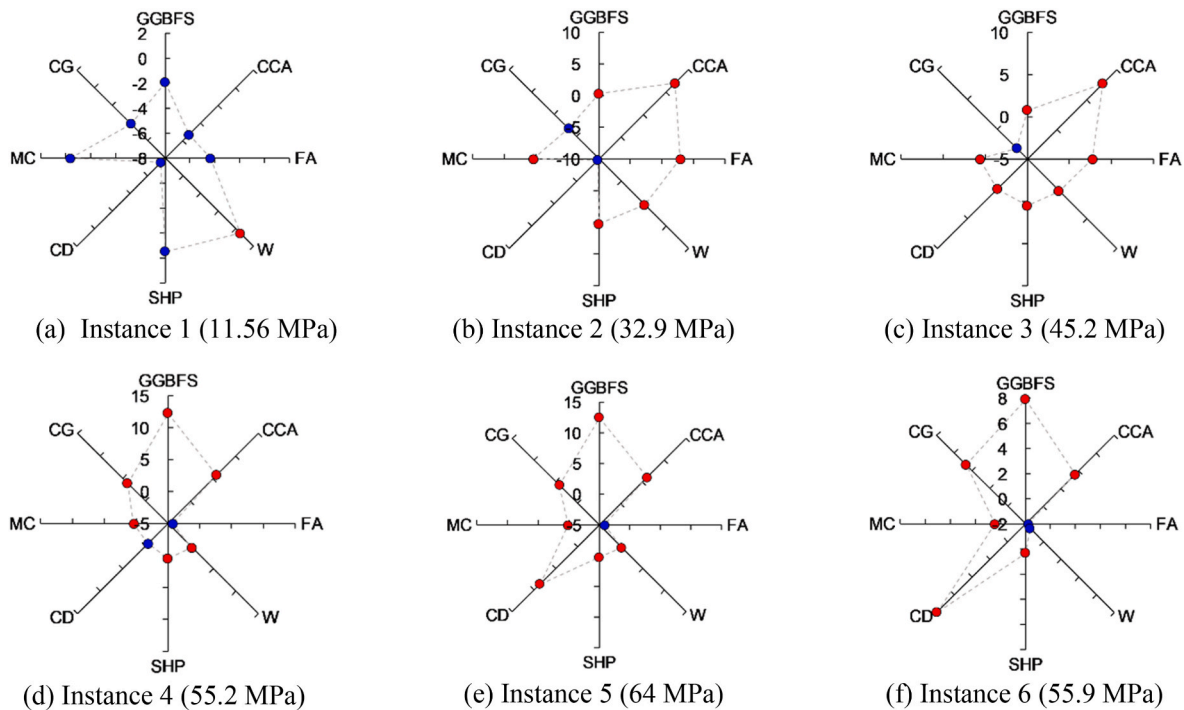 GGBFS
2
0
-2
-4
-6
-8
CG
CCA
MC
FA
CD
W
SHP
(a) Instance 1 (11.56 MPa)
GGBFS
10
5
0
-5
-10
CG
CCA
MC
FA
CD
W
SHP
(b) Instance 2 (32.9 MPa)
GGBFS
10
5
0
-5
CG
CCA
MC
FA
CD
W
SHP
(c) Instance 3 (45.2 MPa)
GGBFS
15
10
5
0
-5
CG
CCA
MC
FA
CD
W
SHP
(d) Instance 4 (55.2 MPa)
GGBFS
15
10
5
0
-5
CG
CCA
MC
FA
CD
W
SHP
(e) Instance 5 (64 MPa)
GGBFS
8
6
4
2
0
-2
CG
CCA
MC
FA
CD
W
SHP
(f) Instance 6 (55.9 MPa)